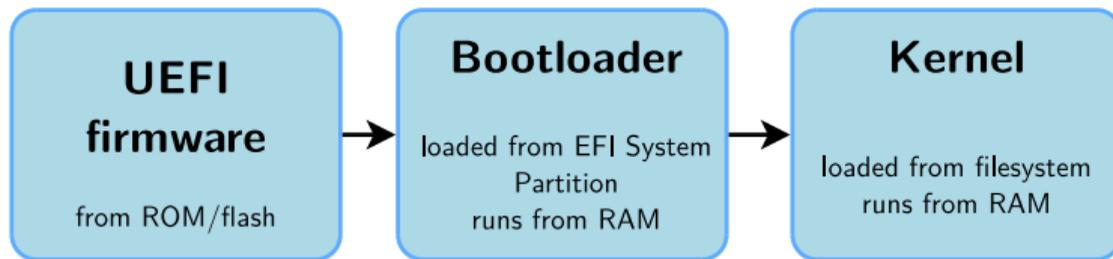 UEFI
firmware
from ROM/flash
Bootloader
loaded from EFI System
Partition
runs from RAM
Kernel
loaded from filesystem
runs from RAM